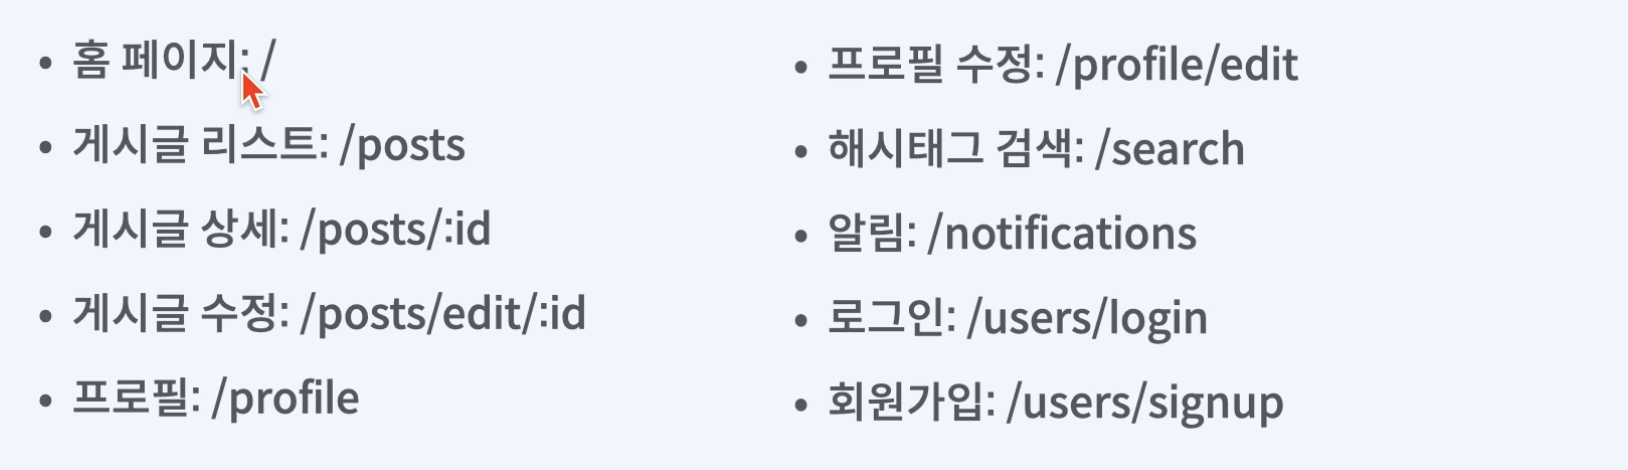 • 홈 페이지: /
• 게시글 리스트: /posts
• 게시글 상세: /posts/:id
• 게시글 수정: /posts/edit/:id
• 프로필: /profile
• 프로필 수정: /profile/edit
• 해시태그 검색: /search
• 알림: /notifications
• 로그인: /users/login
• 회원가입: /users/signup